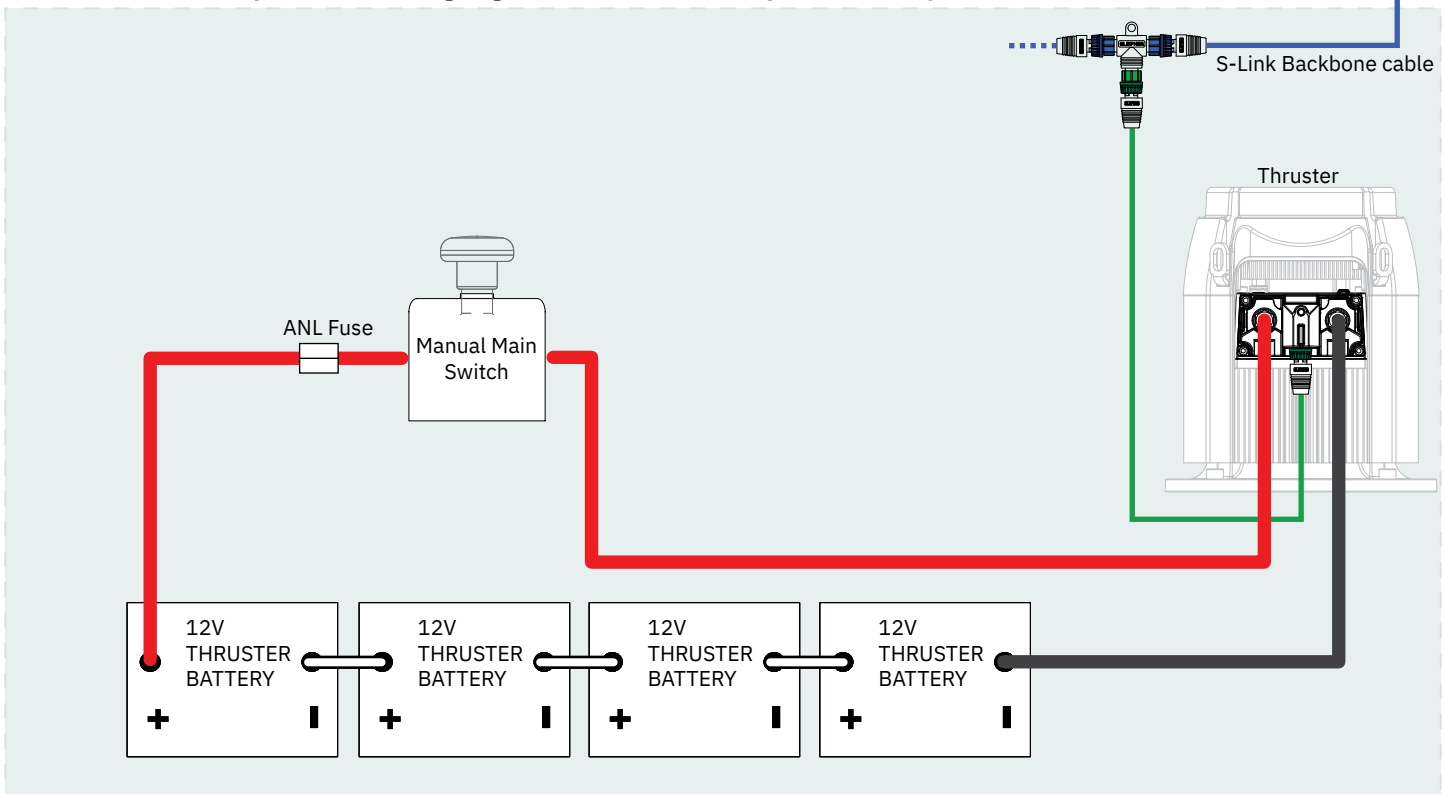 S-Link Backbone cable
Thruster
ANL Fuse
Manual Main
Switch
12V
THRUSTER
BATTERY
+ -
12V
THRUSTER
BATTERY
+ -
12V
THRUSTER
BATTERY
+ -
12V
THRUSTER
BATTERY
+ -